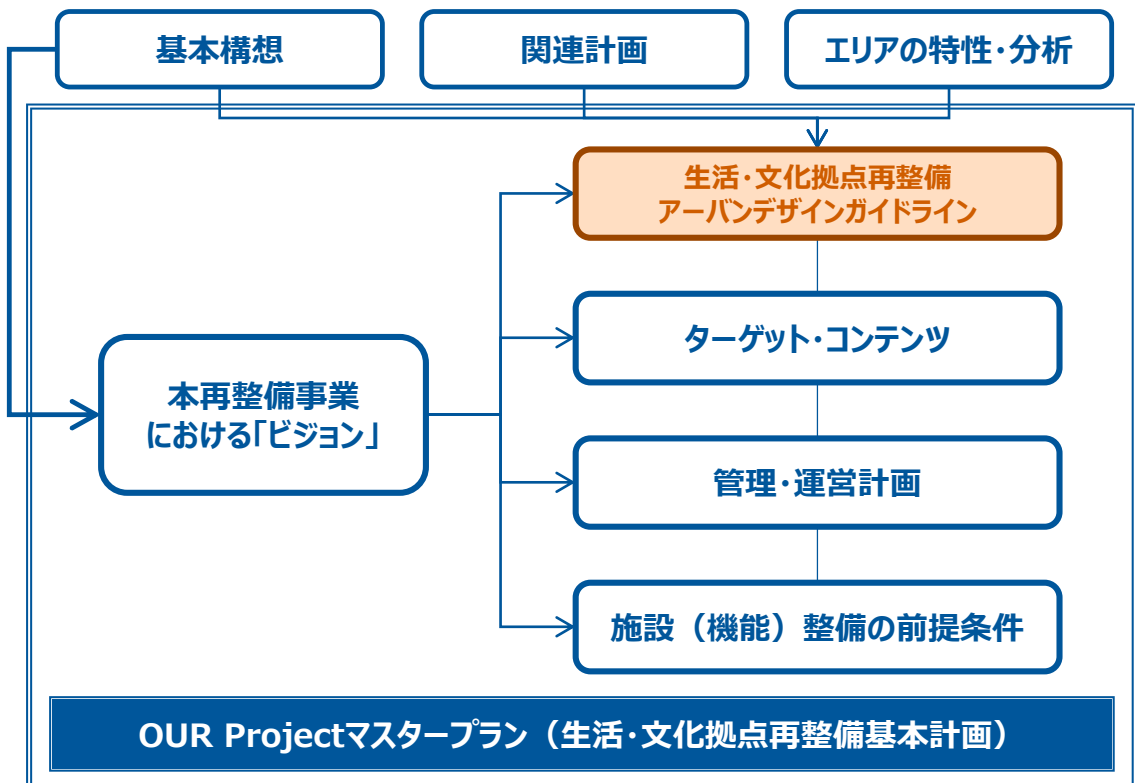 基本構想
関連計画
エリアの特性・分析
生活・文化拠点再整備
アーバンデザインガイドライン
ターゲット・コンテンツ
本再整備事業
における「ビジョン」
管理・運営計画
施設（機能）整備の前提条件
OUR Projectマスタープラン（生活・文化拠点再整備基本計画）